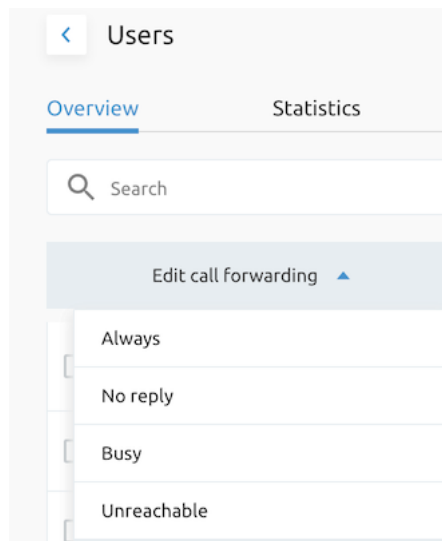 Users
Overview Statistics
Search
Edit call forwarding
Always
No reply
Busy
Unreachable